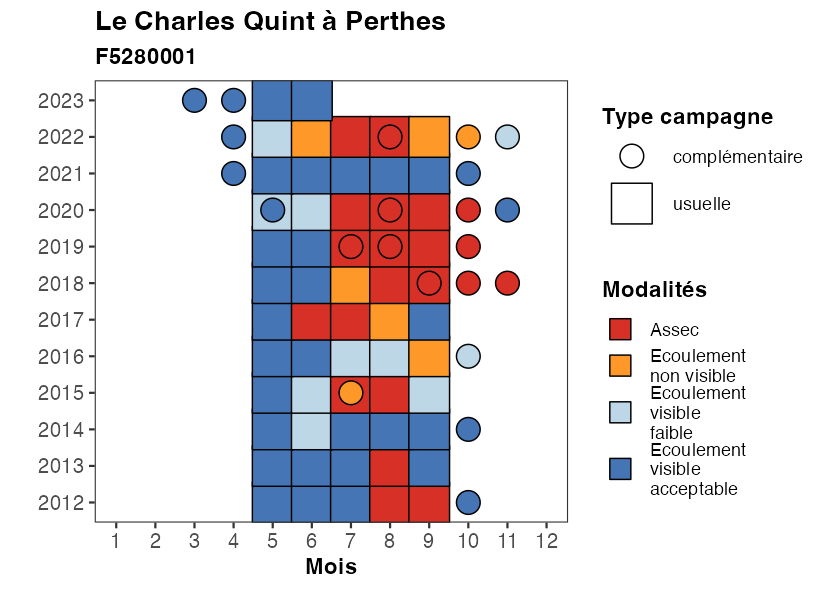 Le Charles Quint à Perthes
F5280001
2023
2022
2021
2020
2019
2018
2017
2016
2015
2014
2013
2012
1 2 3 4 5 6 7 8 9 10 11 12
Mois
Type campagne
complémentaire
usuelle
Modalités
Assec
Ecoulement
non visible
Ecoulement
visible
faible
Ecoulement
visible
acceptable